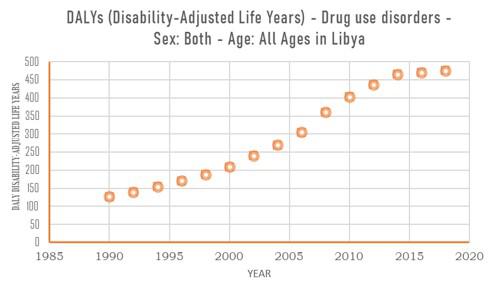 DALYs (Disability-Adjusted Life Years) - Drug use disorders -
Sex: Both - Age: All Ages in Libya
500
450
400
350
300
250
200
150
100
50
0
DALY DISABILITY-ADJUSTED LIFE YEARS
1985 1990 1995 2000 2005 2010 2015 2020
YEAR